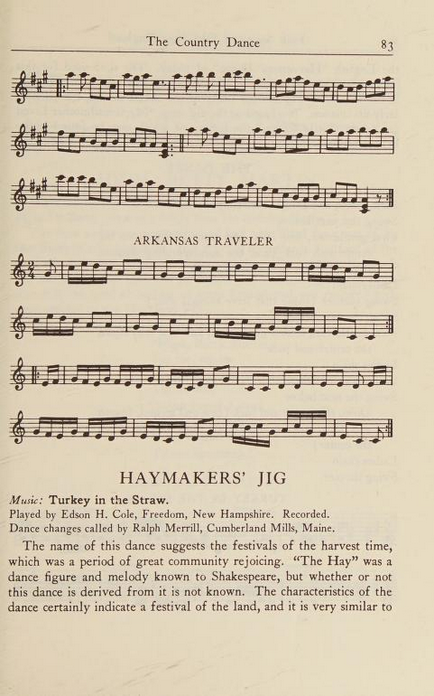 The Country Dance 83
ARKANSAS TRAVELER
HAYMAKERS' JIG
Music: Turkey in the Straw.
Played by Edson H. Cole, Freedom, New Hampshire. Recorded.
Dance changes called by Ralph Merrill, Cumberland Mills, Maine.
The name of this dance suggests the festivals of the harvest time,
which was a period of great community rejoicing. "The Hay" was a
dance figure and melody known to Shakespeare, but whether or not
this dance is derived from it is not known. The characteristics of the
dance certainly indicate a festival of the land, and it is very similar to